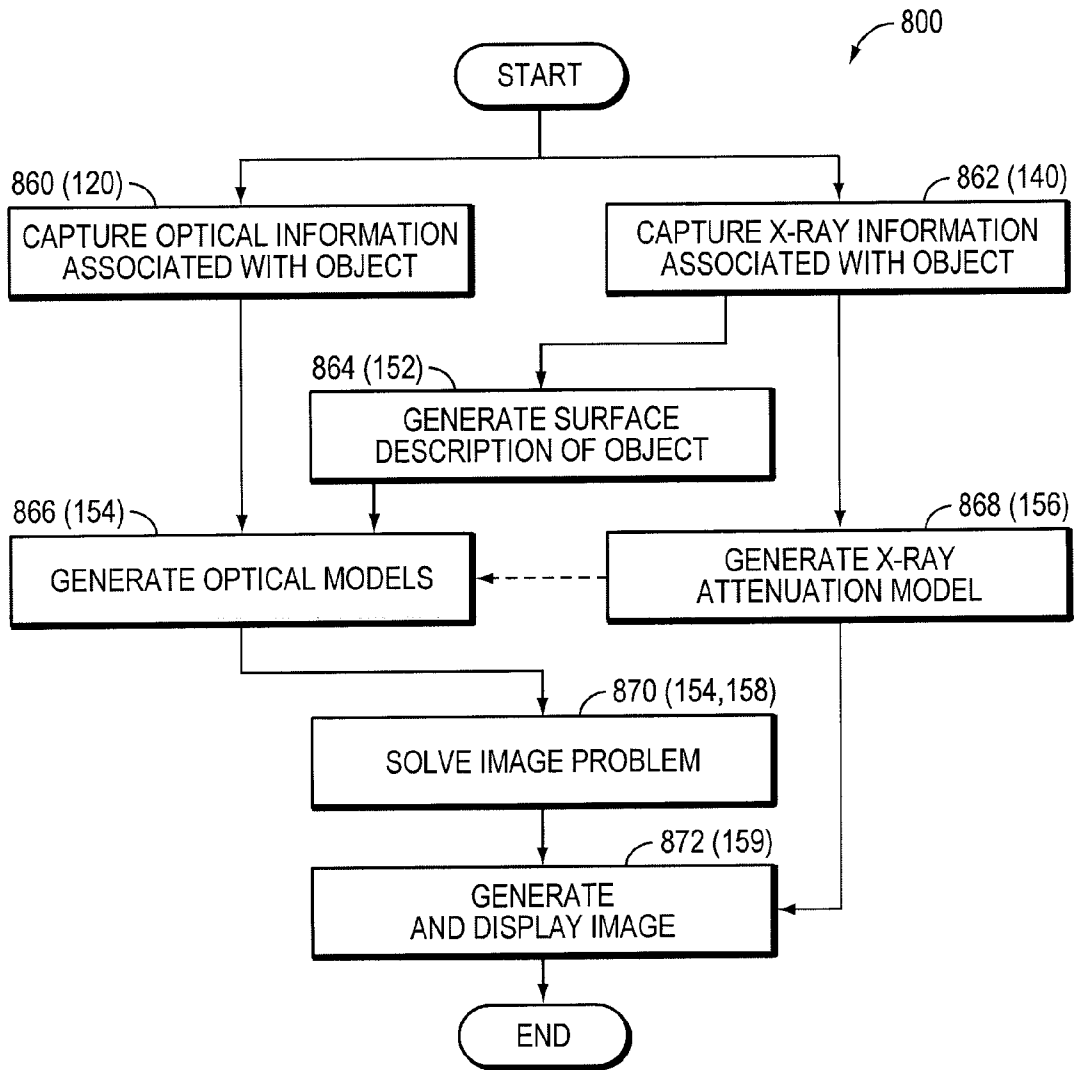 800
START
860 (120)
862 (140)
CAPTURE OPTICAL INFORMATION
ASSOCIATED WITH OBJECT
CAPTURE X-RAY INFORMATION
ASSOCIATED WITH OBJECT
864 (152)
GENERATE SURFACE
DESCRIPTION OF OBJECT
866 (154)
868 (156)
GENERATE OPTICAL MODELS
GENERATE X-RAY
ATTENUATION MODEL
870 (154,158)
SOLVE IMAGE PROBLEM
872 (159)
GENERATE
AND DISPLAY IMAGE
END